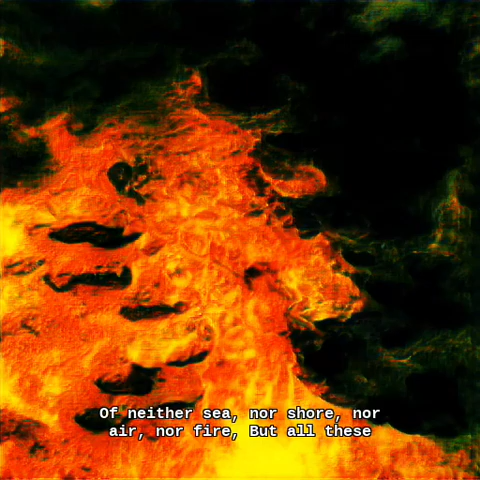 Of neither sea, nor shore, nor
air, nor fire, But all these